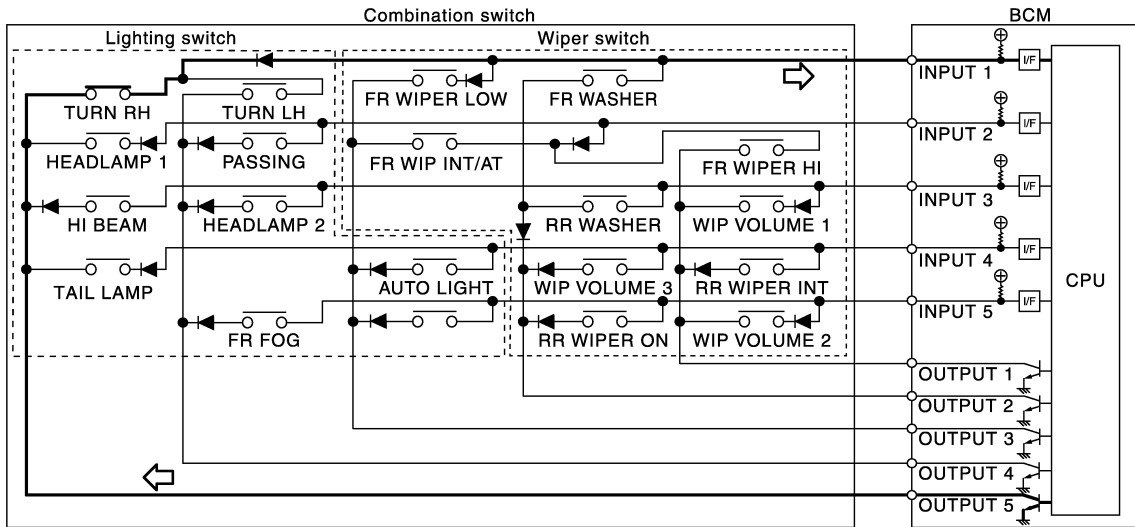 Combination switch
BCM
Lighting switch
Wiper switch
INPUT 1
I/F
TURN RH
TURN LH
FR WIPER LOW
FR WASHER
INPUT 2
I/F
HEADLAMP 1
PASSING
FR WIP INT/AT
FR WIPER HI
INPUT 3
I/F
HI BEAM
HEADLAMP 2
RR WASHER
WIP VOLUME 1
INPUT 4
I/F
CPU
TAIL LAMP
AUTO LIGHT
WIP VOLUME 3
RR WIPER INT
INPUT 5
I/F
FR FOG
RR WIPER ON
WIP VOLUME 2
OUTPUT 1
OUTPUT 2
OUTPUT 3
OUTPUT 4
OUTPUT 5